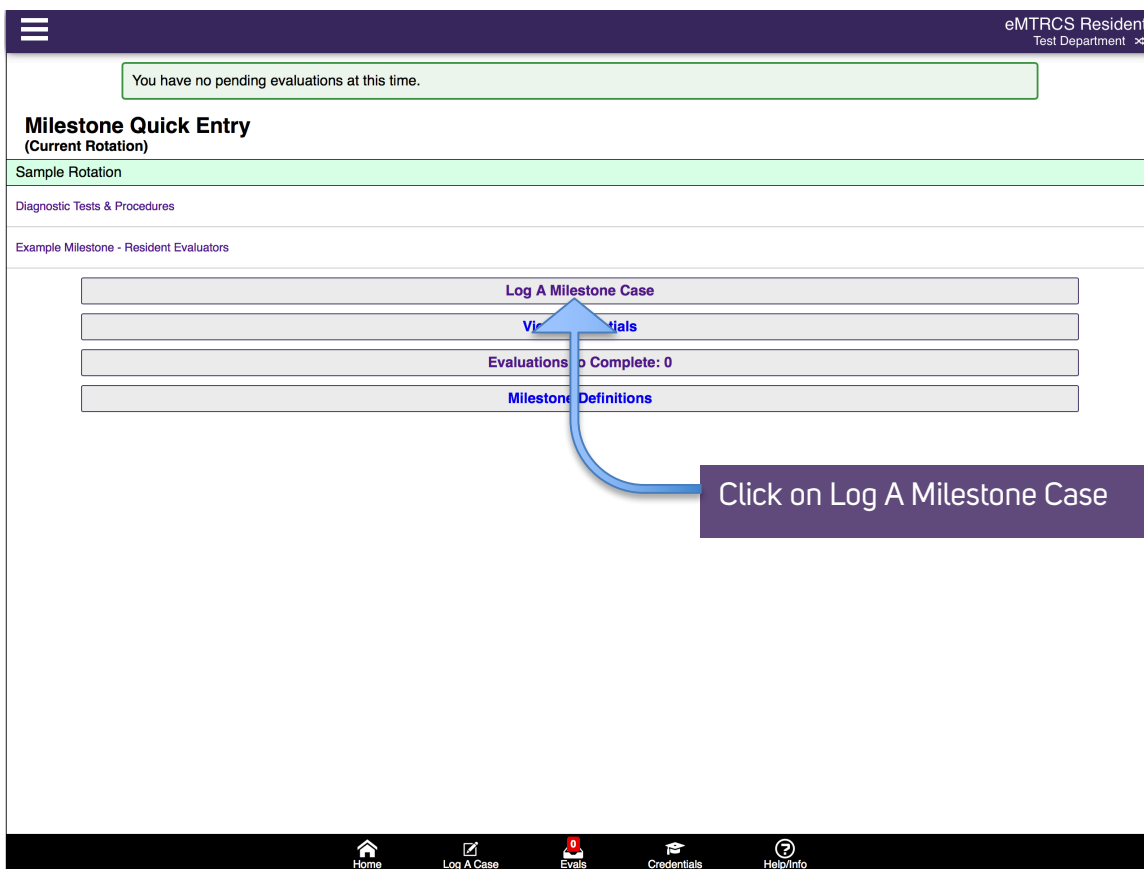 eMTRCS Resident
Test Department
You have no pending evaluations at this time.
Milestone Quick Entry
(Current Rotation)
Sample Rotation
Diagnostic Tests & Procedures
Example Milestone - Resident Evaluators
Log A Milestone Case
Evaluations Complete: 0
Milestone Definitions
Click on Log A Milestone Case
0
Home Log A Case Evals Credentials Help/Info